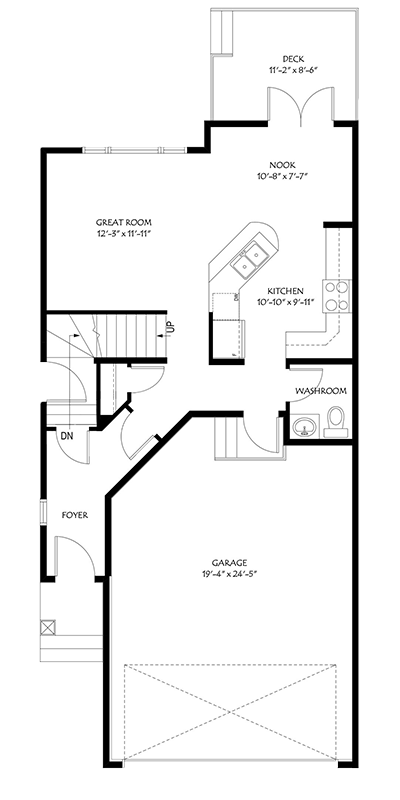 DECK
11'-2" x 8'-6"
NOOK
10'-8" x 7'-7"
GREAT ROOM
12'-3" x 11'-11"
KITCHEN
10'-10" x 9'-11"
DW
UP
F
WASHROOM
DN
FOYER
GARAGE
19'-4" x 24'-5"